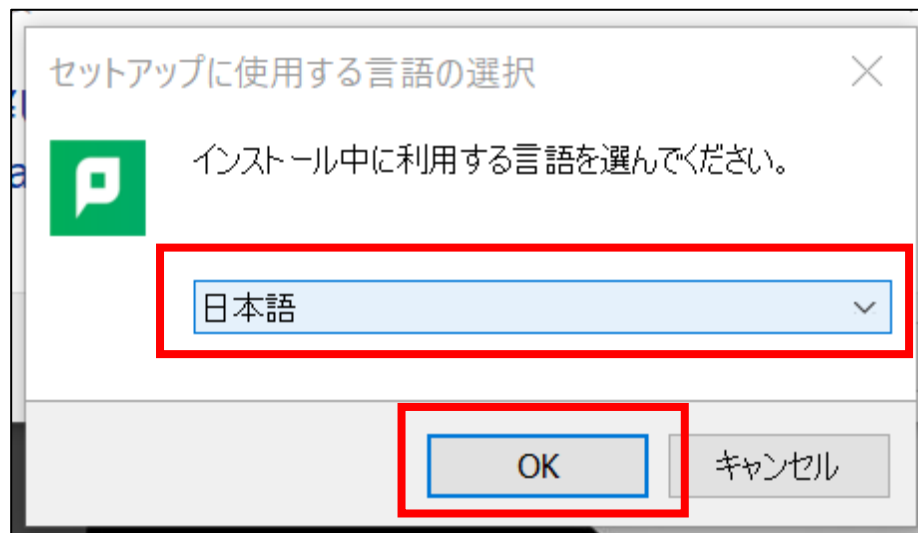 セットアップに使用する言語の選択
インストール中に利用する言語を選んでください。
日本語
OK
キャンセル